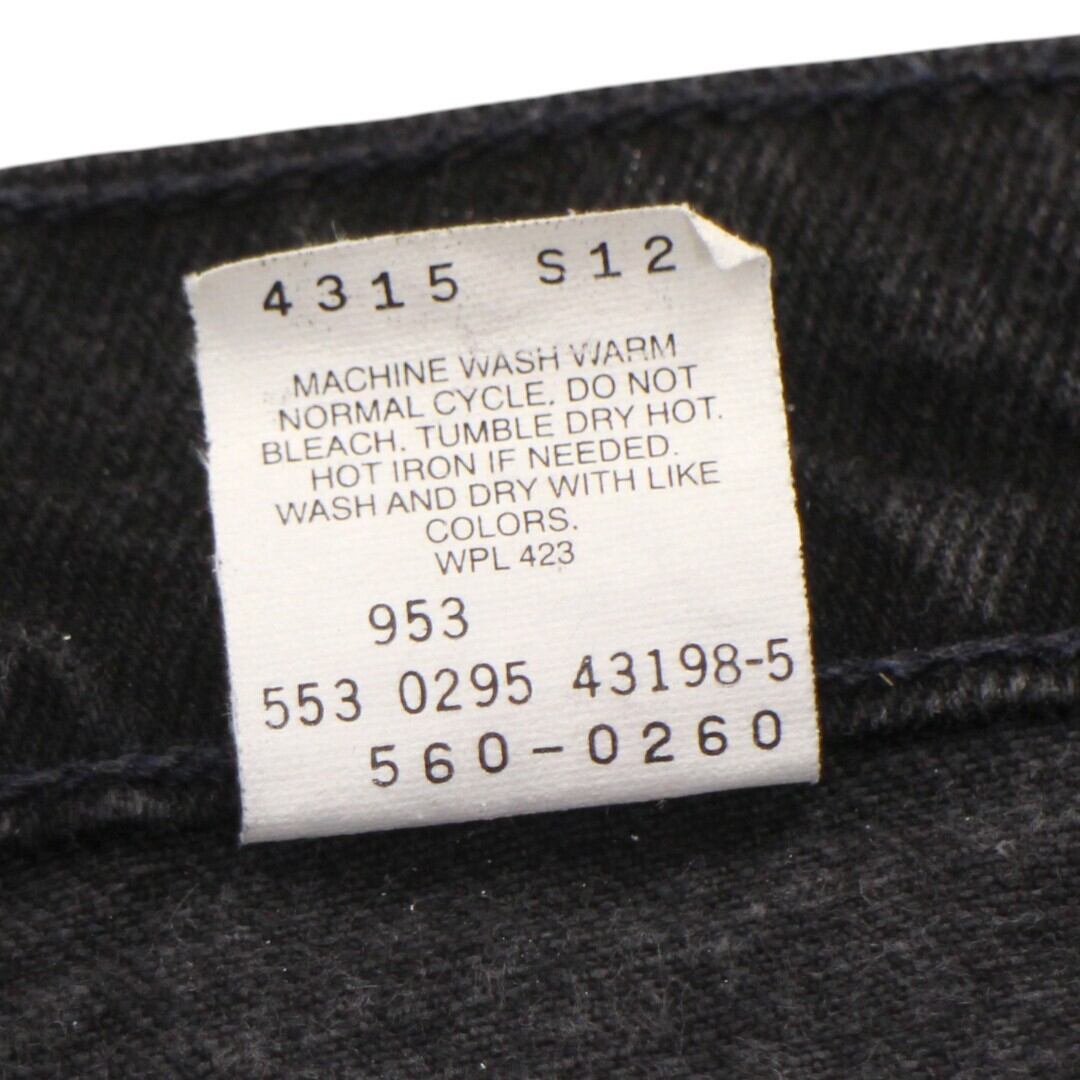 4315 S12
MACHINE WASH WARM
NORMAL CYCLE. DO NOT
BLEACH. TUMBLE DRY HOT.
HOT IRON IF NEEDED.
WASH AND DRY WITH LIKE
COLORS.
WPL 423
953
553 0295 43198-5
560-0260